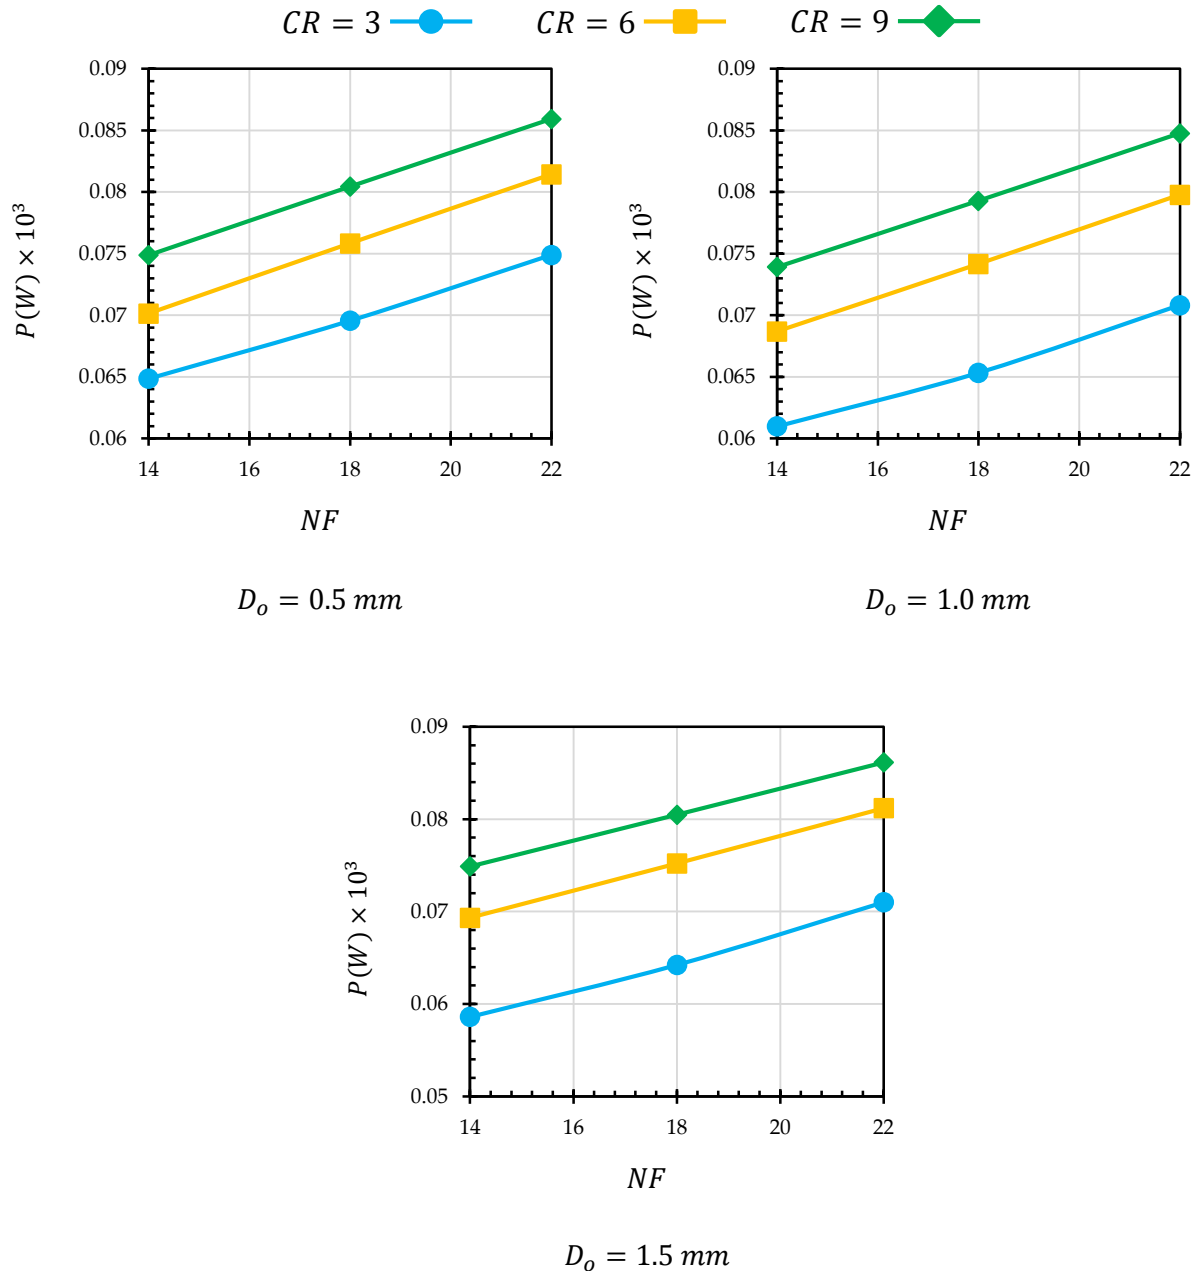 CR = 3 CR = 6 CR = 9
P(W) × 10³
0.09
0.085
0.08
0.075
0.07
0.065
0.06
14 16 18 20 22
NF
D_o = 0.5 mm
P(W) × 10³
0.09
0.085
0.08
0.075
0.07
0.065
0.06
14 16 18 20 22
NF
D_o = 1.0 mm
P(W) × 10³
0.09
0.08
0.07
0.06
0.05
14 16 18 20 22
NF
D_o = 1.5 mm